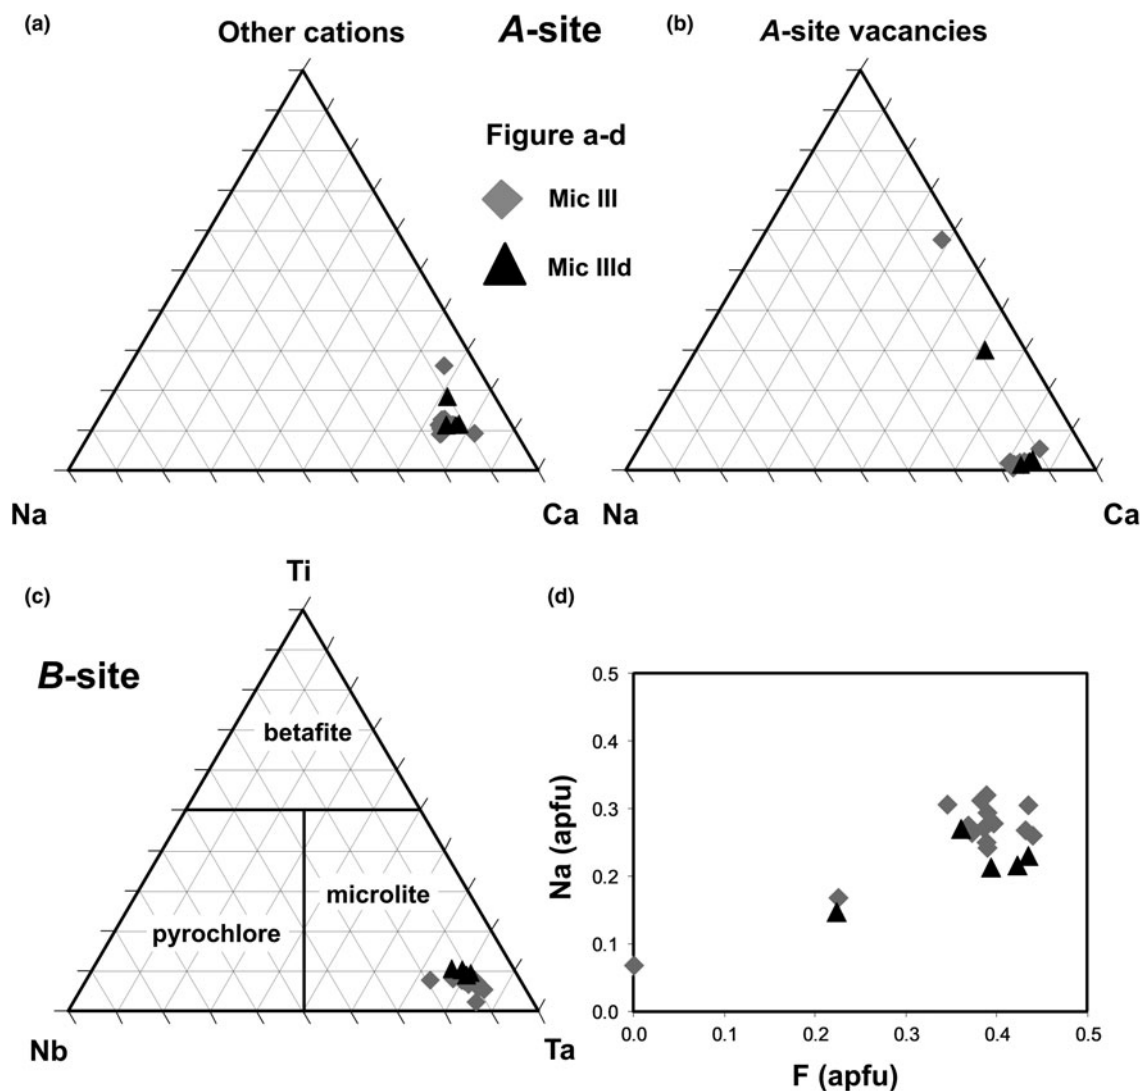 (a)
Other cations
A-site
(b)
A-site vacancies
Figure a-d
Mic III
Mic IIId
Na
Ca
Na
Ca
(c)
Ti
B-site
betafite
microlite
pyrochlore
Nb
Ta
(d)
0.5
0.4
0.3
0.2
0.1
0.0
Na (apfu)
0.0
0.1
0.2
0.3
0.4
0.5
F (apfu)